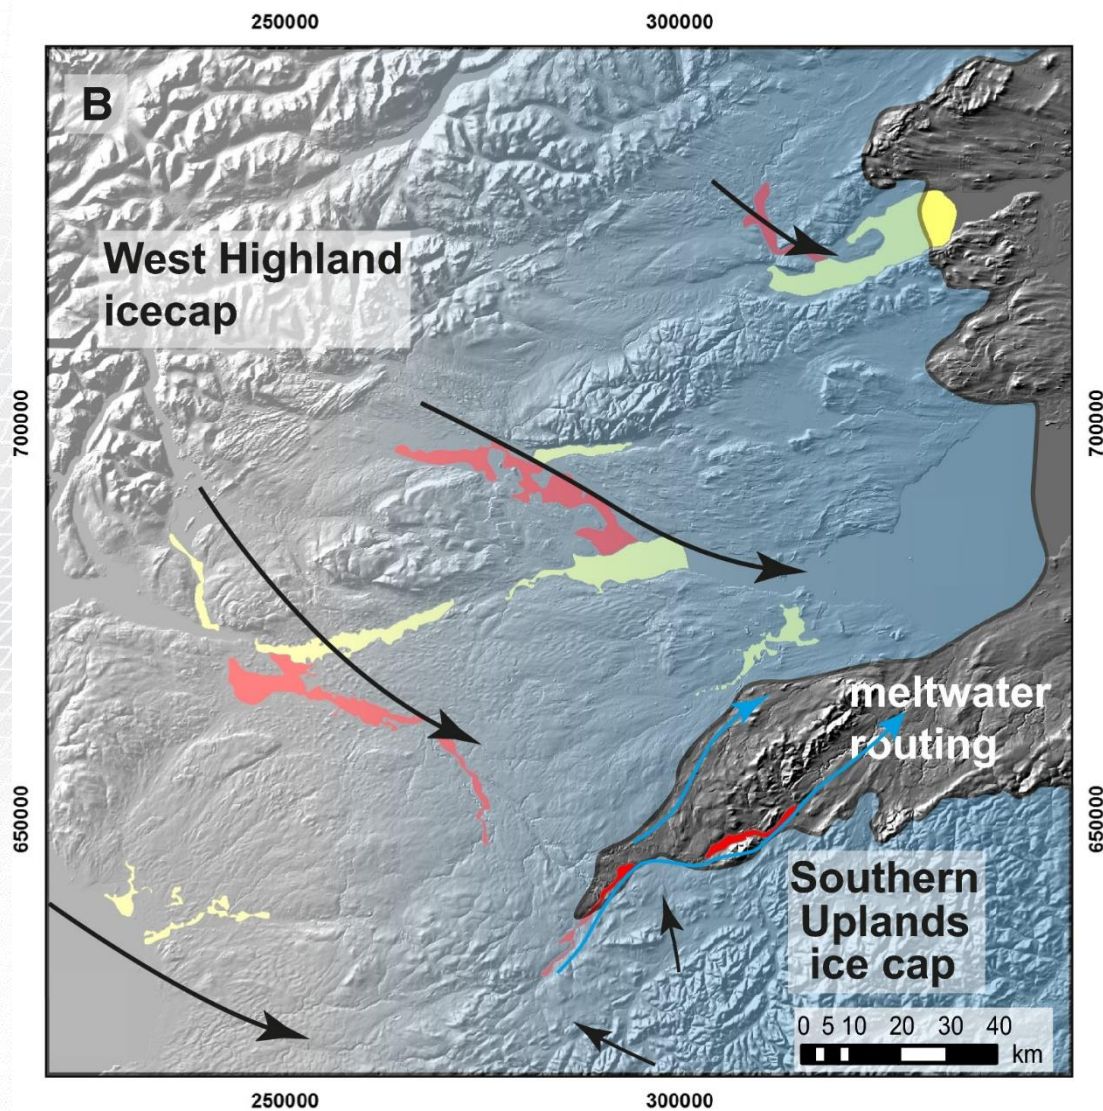 250000 300000
B
West Highland
icecap
700000 700000
meltwater
routing
650000 650000
Southern
Uplands
ice cap
0 5 10 20 30 40
km
250000 300000